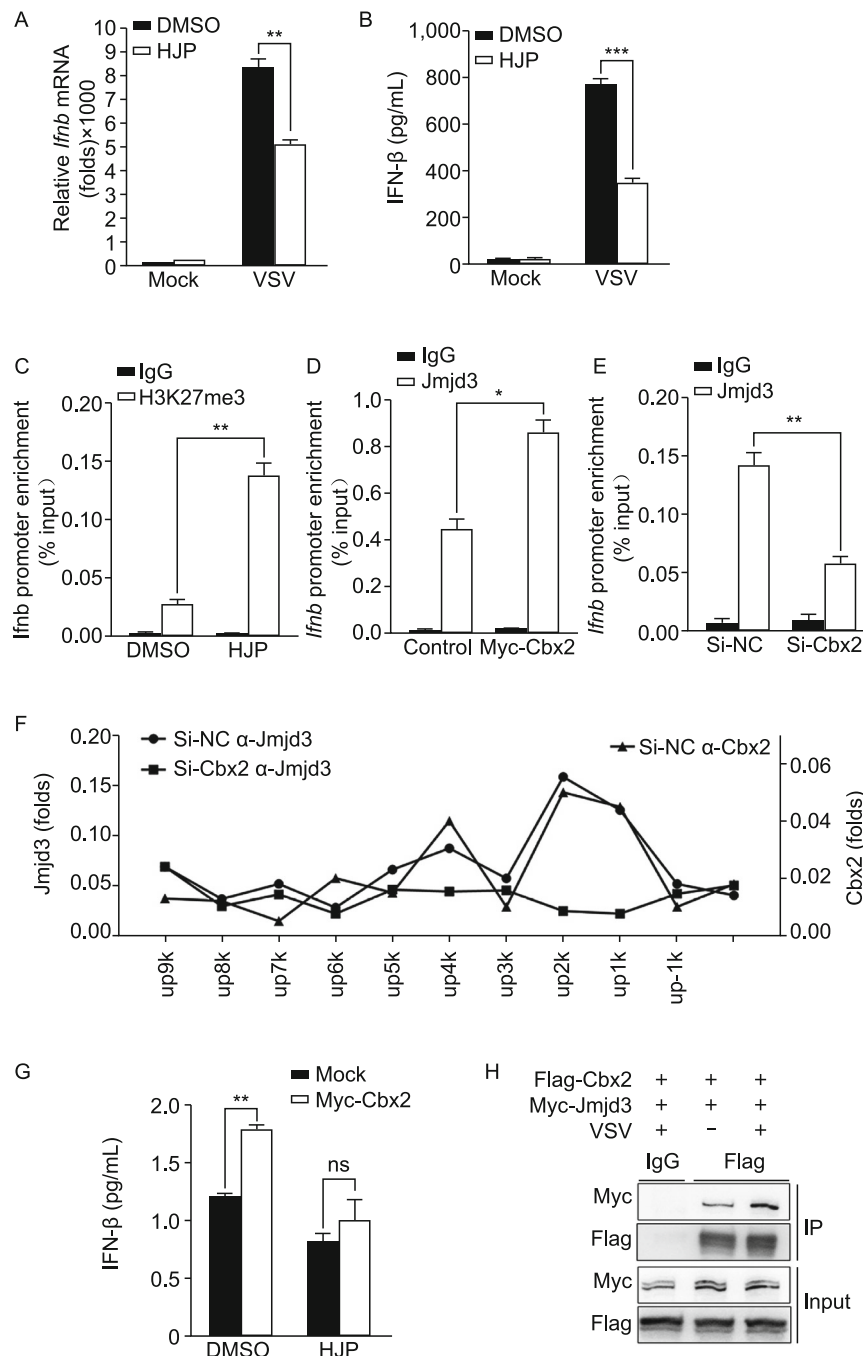 A
DMSO
HJP
**
10
9
8
7
6
5
4
3
2
1
0
Relative Ifnb mRNA
(folds)×1000
Mock
VSV
B
DMSO
HJP
***
1,000
800
600
400
200
0
IFN-β (pg/mL)
Mock
VSV
C
IgG
H3K27me3
**
0.20
0.15
0.10
0.05
0.00
Ifnb promoter enrichment
(% input)
DMSO
HJP
D
IgG
Jmjd3
*
1.0
0.8
0.6
0.4
0.2
0.0
Ifnb promoter enrichment
(% input)
Control
Myc-Cbx2
E
IgG
Jmjd3
**
0.20
0.15
0.10
0.05
0.00
Ifnb promoter enrichment
(% input)
Si-NC
Si-Cbx2
F
Si-NC α-Jmjd3
Si-Cbx2 α-Jmjd3
Si-NC α-Cbx2
0.20
0.15
0.10
0.05
0.00
Jmjd3 (folds)
0.06
0.04
0.02
0.00
Cbx2 (folds)
up9k
up8k
up7k
up6k
up5k
up4k
up3k
up2k
up1k
up-1k
G
Mock
Myc-Cbx2
**
ns
2.0
1.5
1.0
0.5
0
IFN-β (pg/mL)
DMSO
HJP
H
Flag-Cbx2 + + +
Myc-Jmjd3 + + +
VSV + − +
IgG Flag
Myc
Flag
IP
Myc
Flag
Input